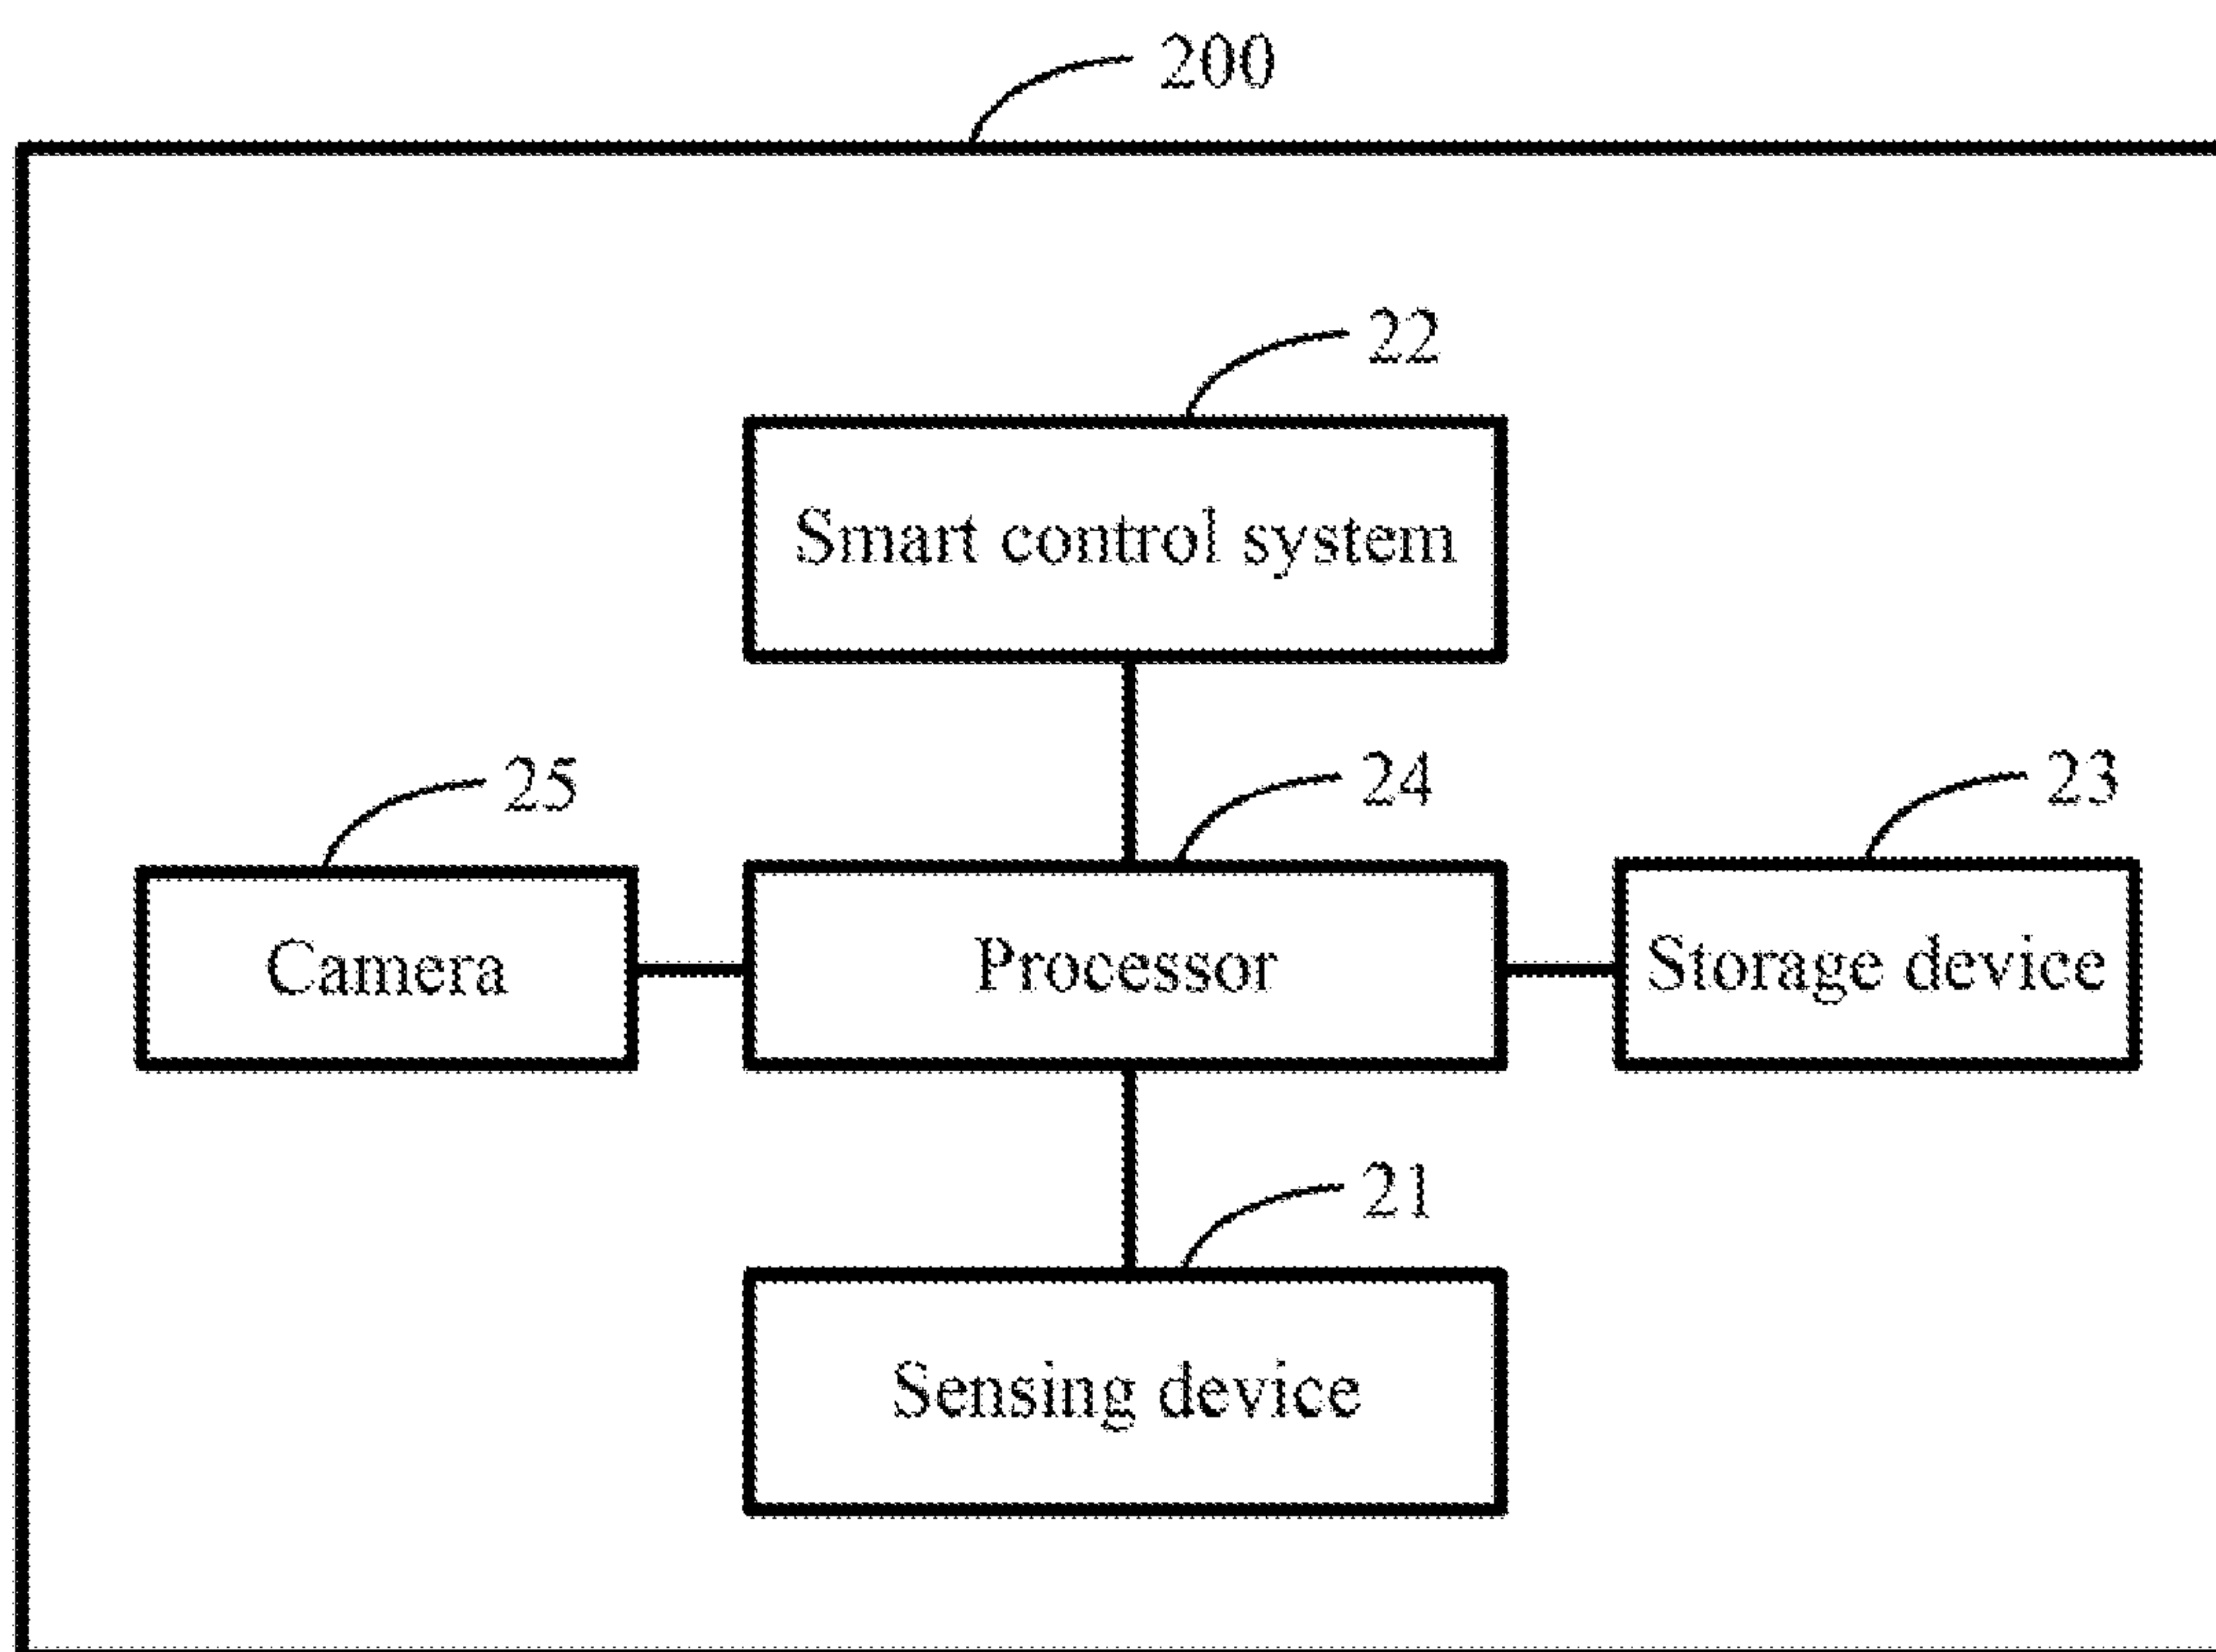 200
22
Smart control system
25
24
23
Camera
Processor
Storage device
21
Sensing device